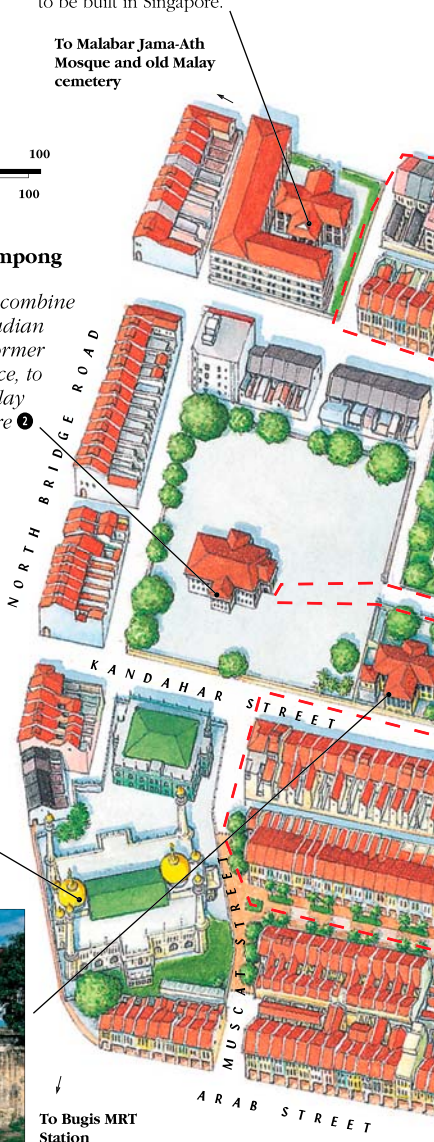 to be built in Singapore.
To Malabar Jama-Ath
Mosque and old Malay
cemetery
100
100
mpong
combine
ormer
ce, to
lay
re 2
NORTH BRIDGE ROAD
KANDAHAR STREET
MUSCAT STREET
ARAB STREET
To Bugis MRT
Station